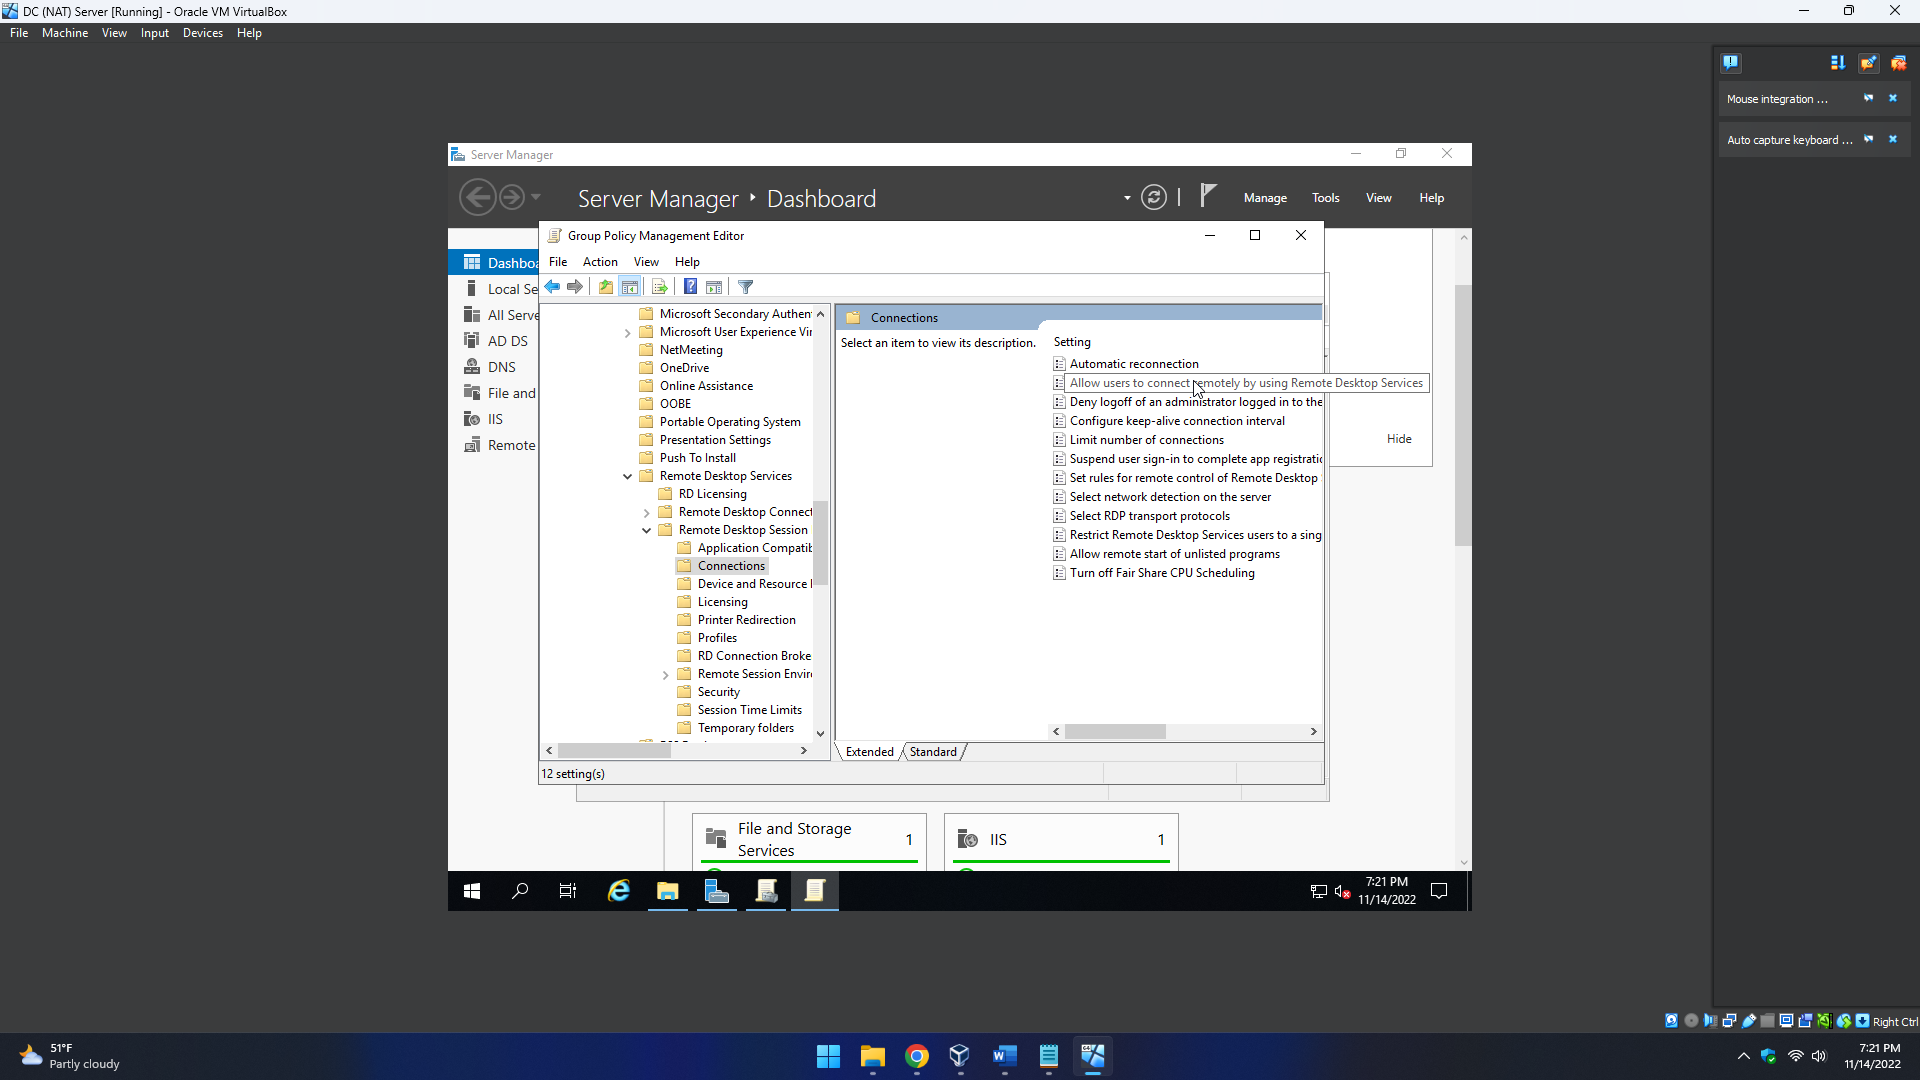 DC (NAT) Server [Running] - Oracle VM VirtualBox
File Machine View Input Devices Help
Mouse integration ...
Auto capture keyboard ...
Server Manager
Server Manager Dashboard
Manage Tools View Help
Group Policy Management Editor
File Action View Help
Dashboa
Local Se
All Serve
AD DS
DNS
File and
IIS
Remote
Microsoft Secondary Authen
Microsoft User Experience Vir
NetMeeting
OneDrive
Online Assistance
OOBE
Portable Operating System
Presentation Settings
Push To Install
Remote Desktop Services
RD Licensing
Remote Desktop Connect
Remote Desktop Session
Application Compatib
Connections
Device and Resource
Licensing
Printer Redirection
Profiles
RD Connection Broke
Remote Session Envir
Security
Session Time Limits
Temporary folders
Connections
Select an item to view its description.
Setting
Automatic reconnection
Allow users to connect remotely by using Remote Desktop Services
Deny logoff of an administrator logged in to the
Configure keep-alive connection interval
Limit number of connections
Suspend user sign-in to complete app registratio
Set rules for remote control of Remote Desktop
Select network detection on the server
Select RDP transport protocols
Restrict Remote Desktop Services users to a sing
Allow remote start of unlisted programs
Turn off Fair Share CPU Scheduling
Hide
Extended Standard
12 setting(s)
File and Storage
Services
1
IIS
1
7:21 PM
11/14/2022
Right Ctrl
51°F
Partly cloudy
7:21 PM
11/14/2022